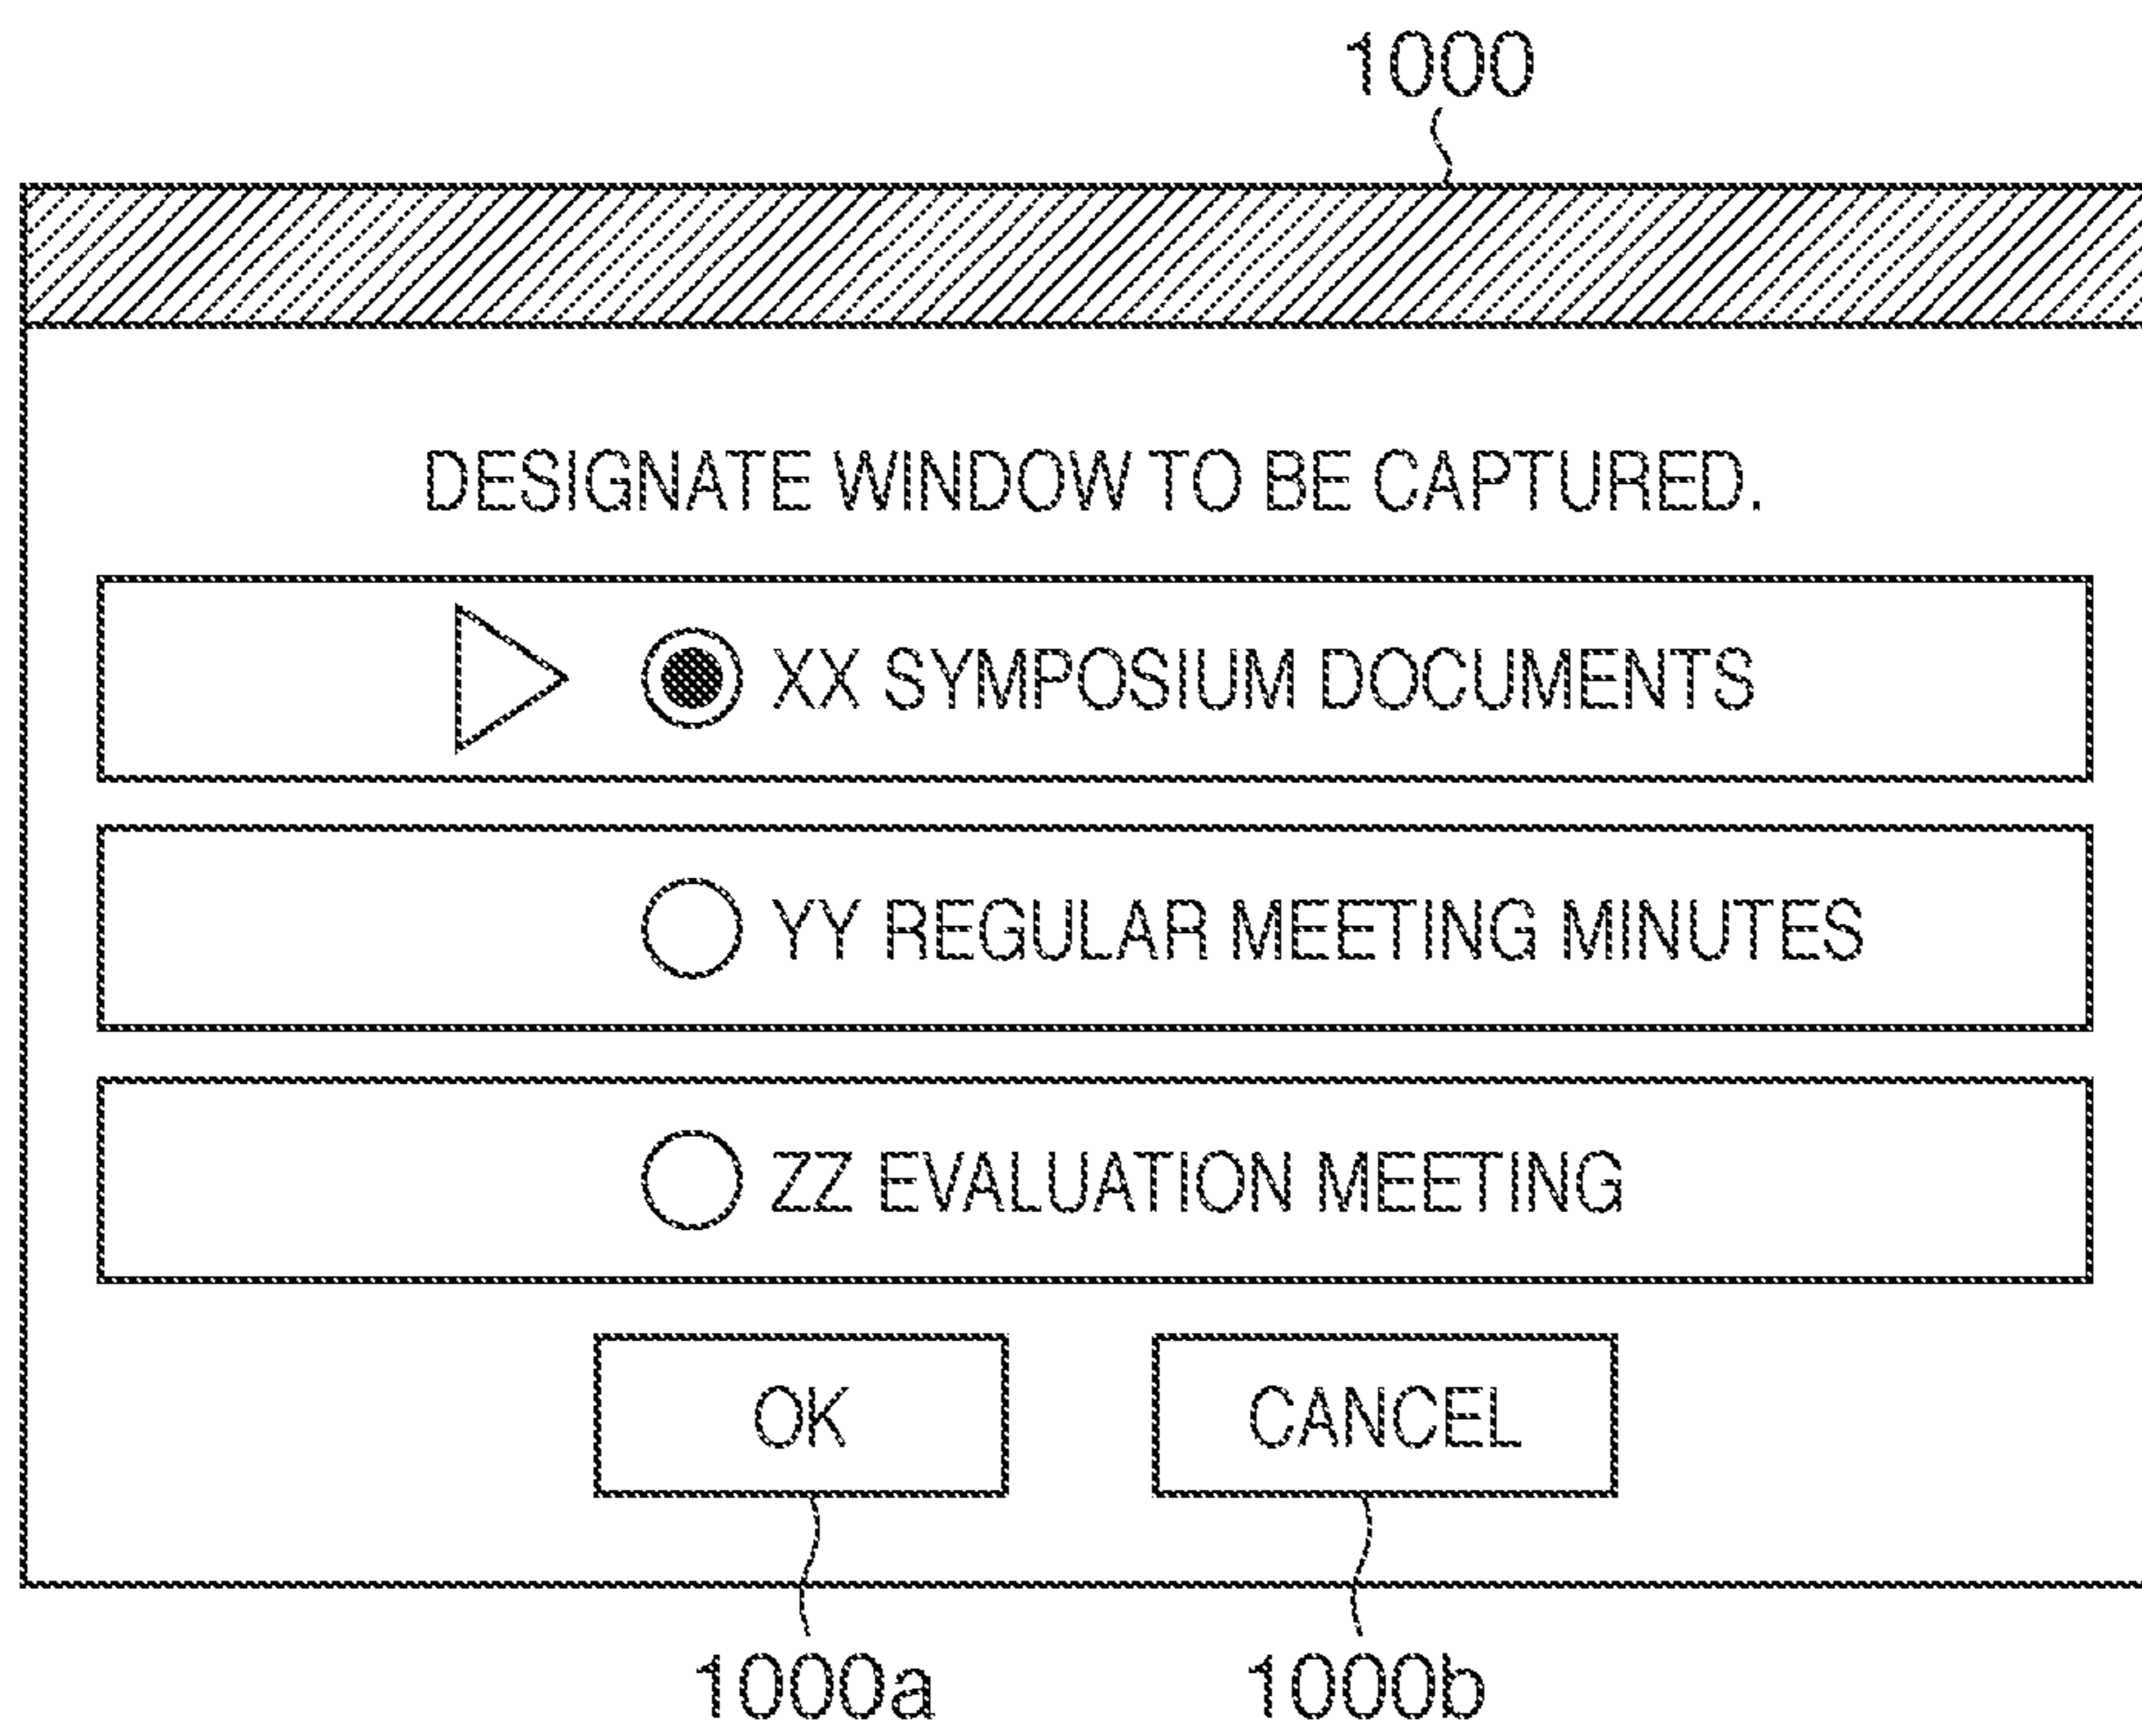 1000
DESIGNATE WINDOW TO BE CAPTURED.
XX SYMPOSIUM DOCUMENTS
YY REGULAR MEETING MINUTES
ZZ EVALUATION MEETING
OK CANCEL
1000a 1000b